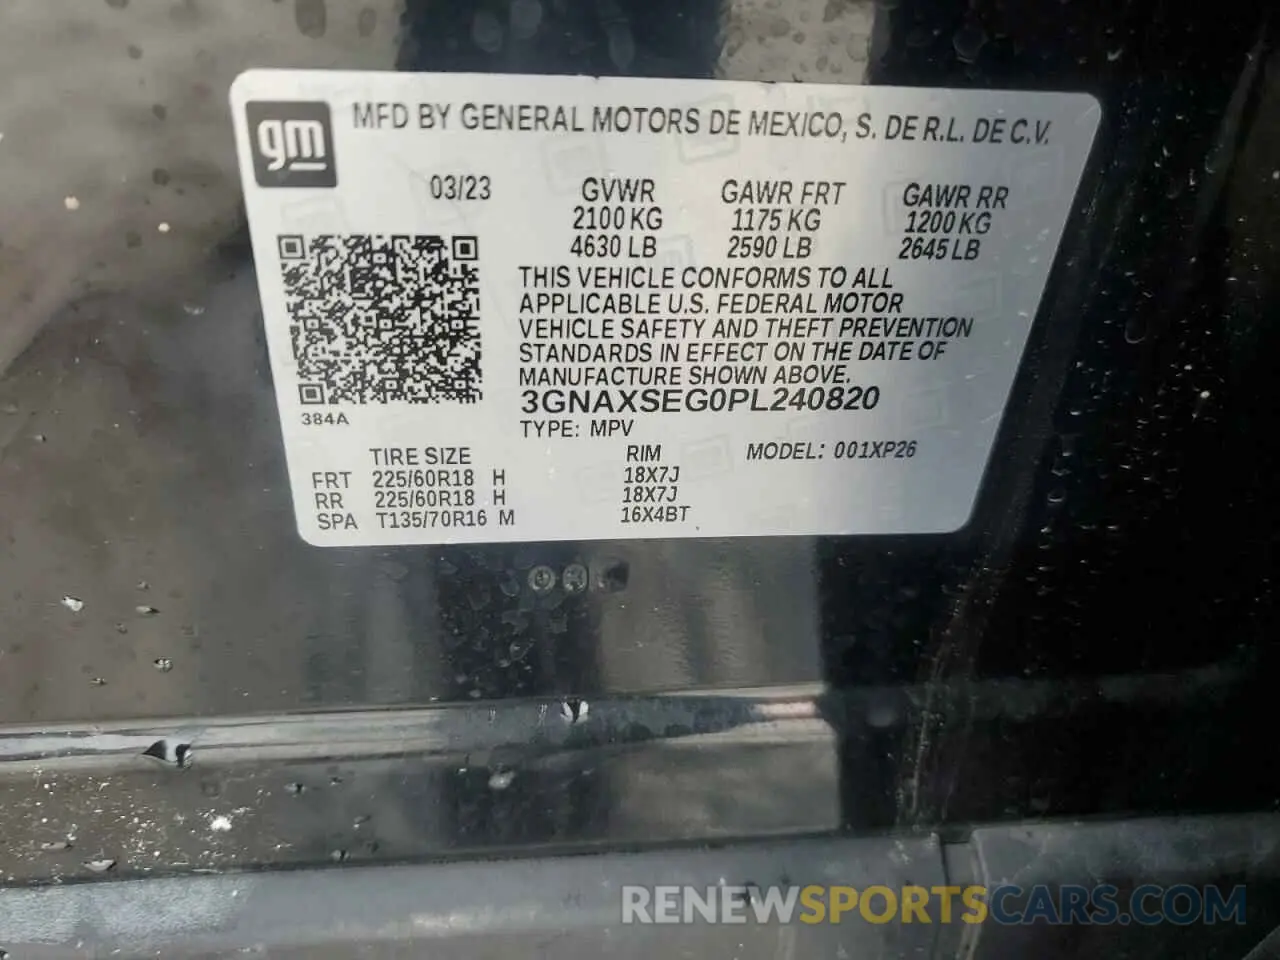 gm
MFD BY GENERAL MOTORS DE MEXICO, S. DE R.L. DE C.V.
03/23 GVWR GAWR FRT GAWR RR
2100 KG 1175 KG 1200 KG
4630 LB 2590 LB 2645 LB
THIS VEHICLE CONFORMS TO ALL
APPLICABLE U.S. FEDERAL MOTOR
VEHICLE SAFETY AND THEFT PREVENTION
STANDARDS IN EFFECT ON THE DATE OF
MANUFACTURE SHOWN ABOVE.
3GNAXSEG0PL240820
384A
TYPE: MPV
TIRE SIZE RIM MODEL: 001XP26
FRT 225/60R18 H 18X7J
RR 225/60R18 H 18X7J
SPA T135/70R16 M 16X4BT
RENEWSPORTSCARS.COM